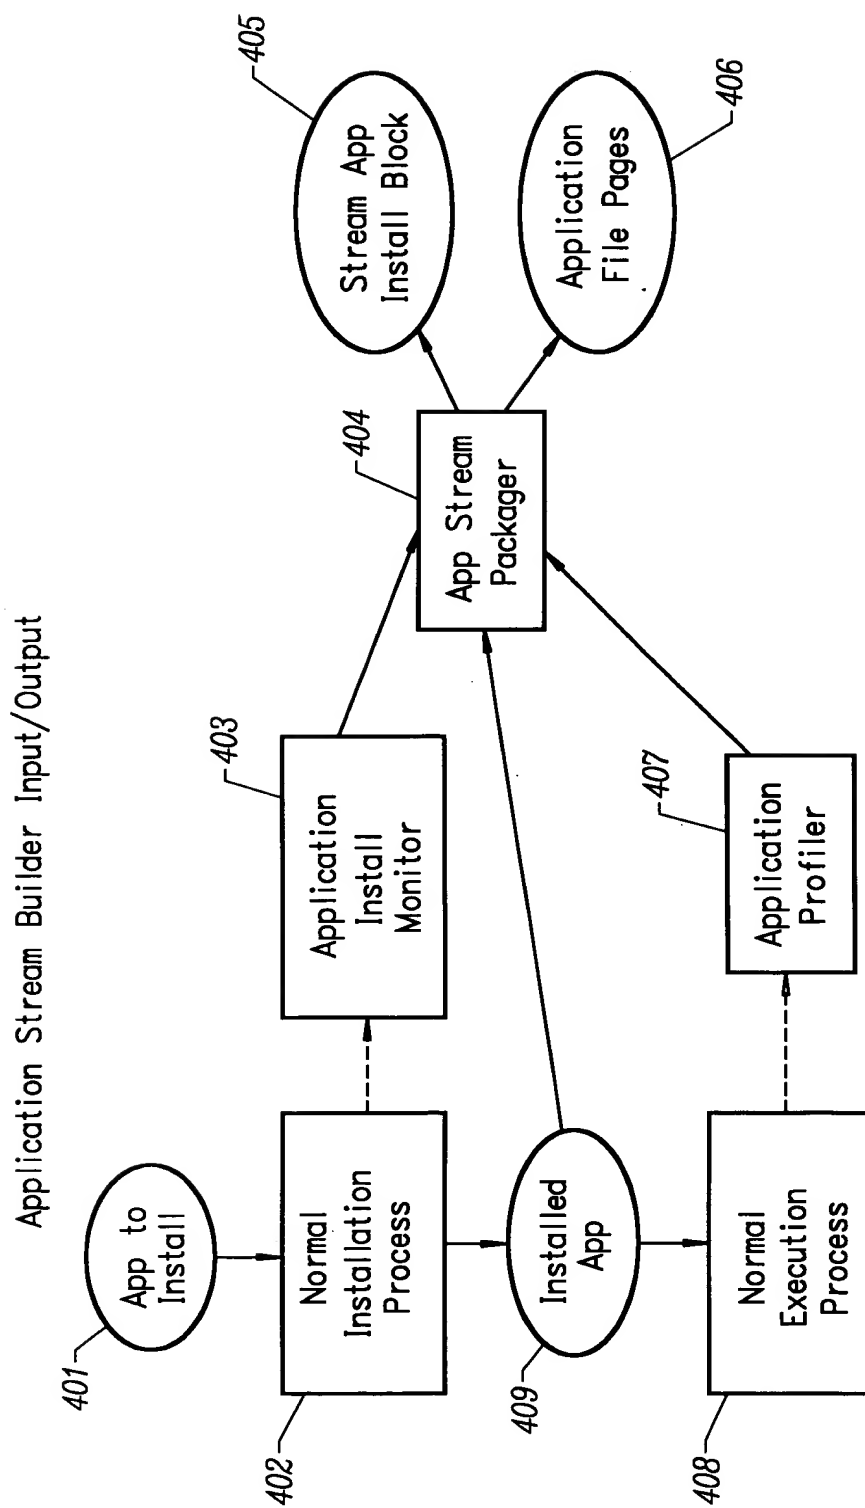 Application Stream Builder Input/Output
401
App to
Install
402
Normal
Installation
Process
403
Application
Install
Monitor
404
App Stream
Packager
405
Stream App
Install Block
406
Application
File Pages
409
Installed
App
407
Application
Profiler
408
Normal
Execution
Process